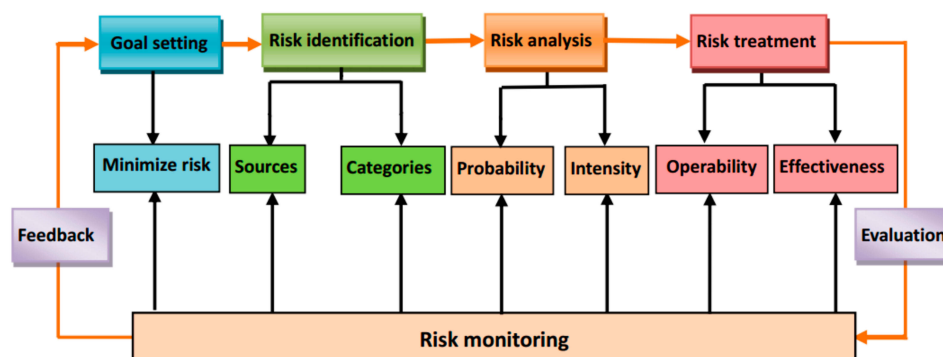 Goal setting
Risk identification
Risk analysis
Risk treatment
Minimize risk
Sources
Categories
Probability
Intensity
Operability
Effectiveness
Feedback
Evaluation
Risk monitoring